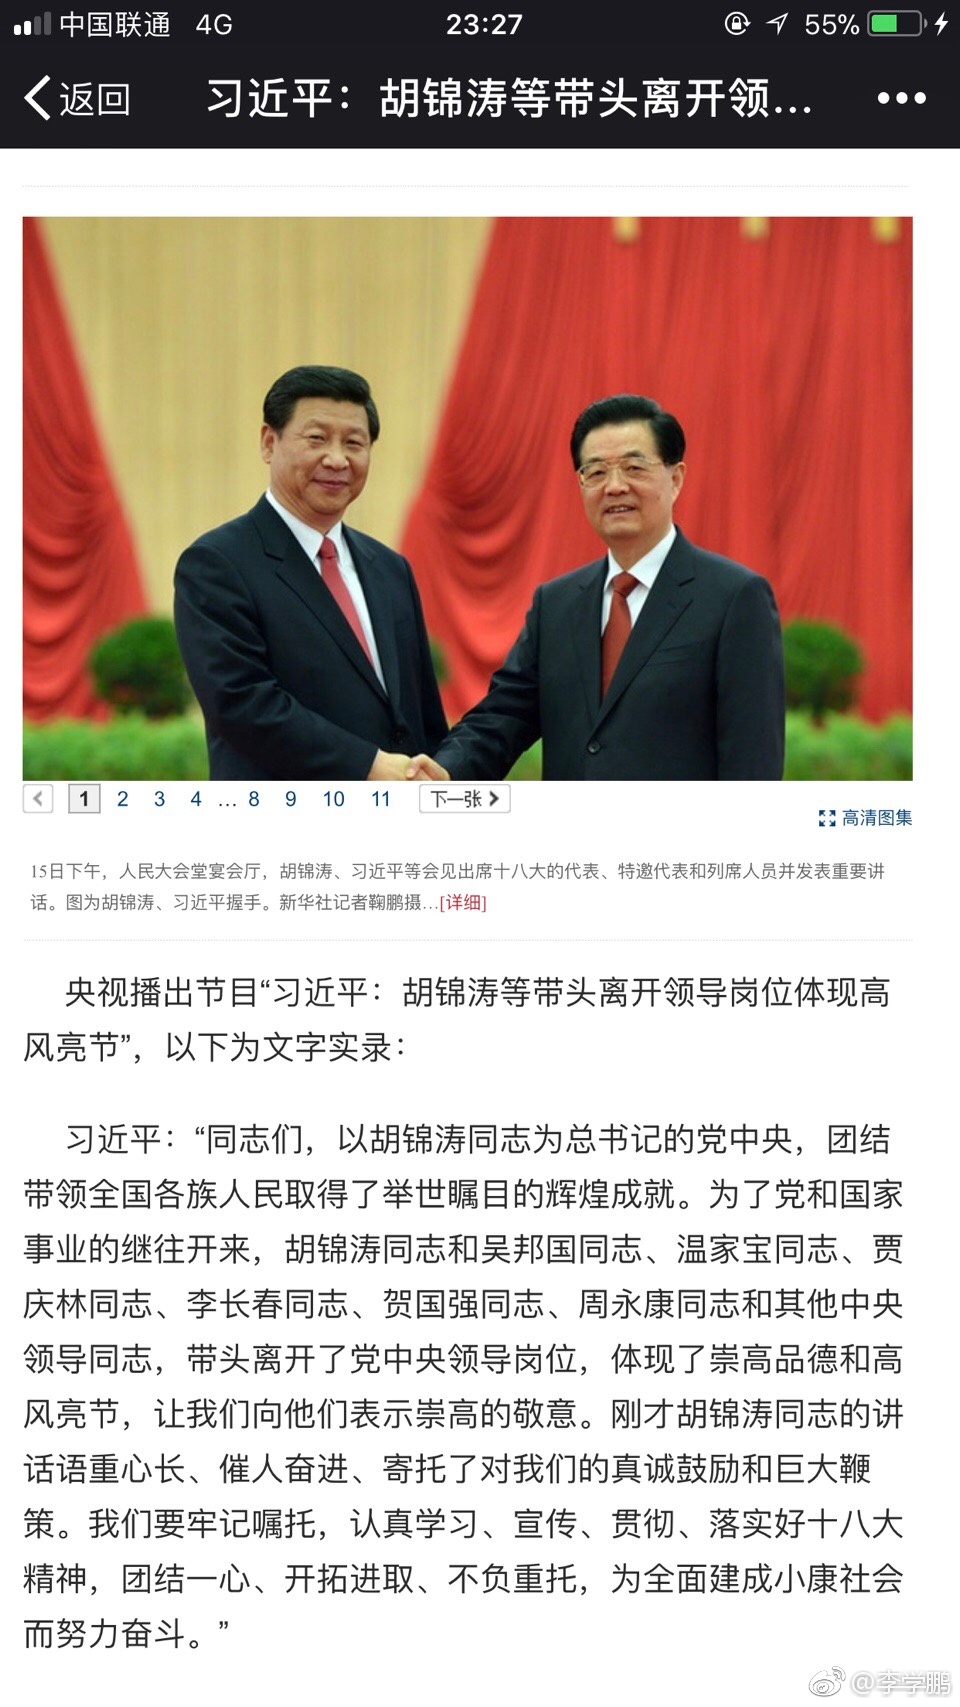 中国联通 4G 23:27 55%
返回 习近平：胡锦涛等带头离开领...
1 2 3 4 ... 8 9 10 11 下一张
高清图集
15日下午，人民大会堂宴会厅，胡锦涛、习近平等会见出席十八大的代表、特邀代表和列席人员并发表重要讲
话。图为胡锦涛、习近平握手。新华社记者鞠鹏摄...[详细]
央视播出节目“习近平：胡锦涛等带头离开领导岗位体现高
风亮节”，以下为文字实录：
习近平：“同志们，以胡锦涛同志为总书记的党中央，团结
带领全国各族人民取得了举世瞩目的辉煌成就。为了党和国家
事业的继往开来，胡锦涛同志和吴邦国同志、温家宝同志、贾
庆林同志、李长春同志、贺国强同志、周永康同志和其他中央
领导同志，带头离开了党中央领导岗位，体现了崇高品德和高
风亮节，让我们向他们表示崇高的敬意。刚才胡锦涛同志的讲
话语重心长、催人奋进、寄托了对我们的真诚鼓励和巨大鞭
策。我们要牢记嘱托，认真学习、宣传、贯彻、落实好十八大
精神，团结一心、开拓进取、不负重托，为全面建成小康社会
而努力奋斗。”
@李学鹏